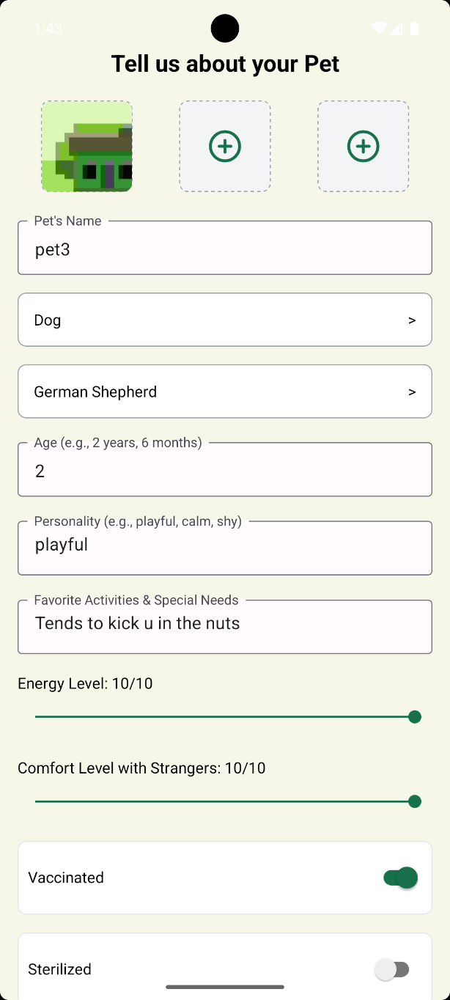 1:43
Tell us about your Pet
Pet's Name
pet3
Dog >
German Shepherd >
Age (e.g., 2 years, 6 months)
2
Personality (e.g., playful, calm, shy)
playful
Favorite Activities & Special Needs
Tends to kick u in the nuts
Energy Level: 10/10
Comfort Level with Strangers: 10/10
Vaccinated
Sterilized